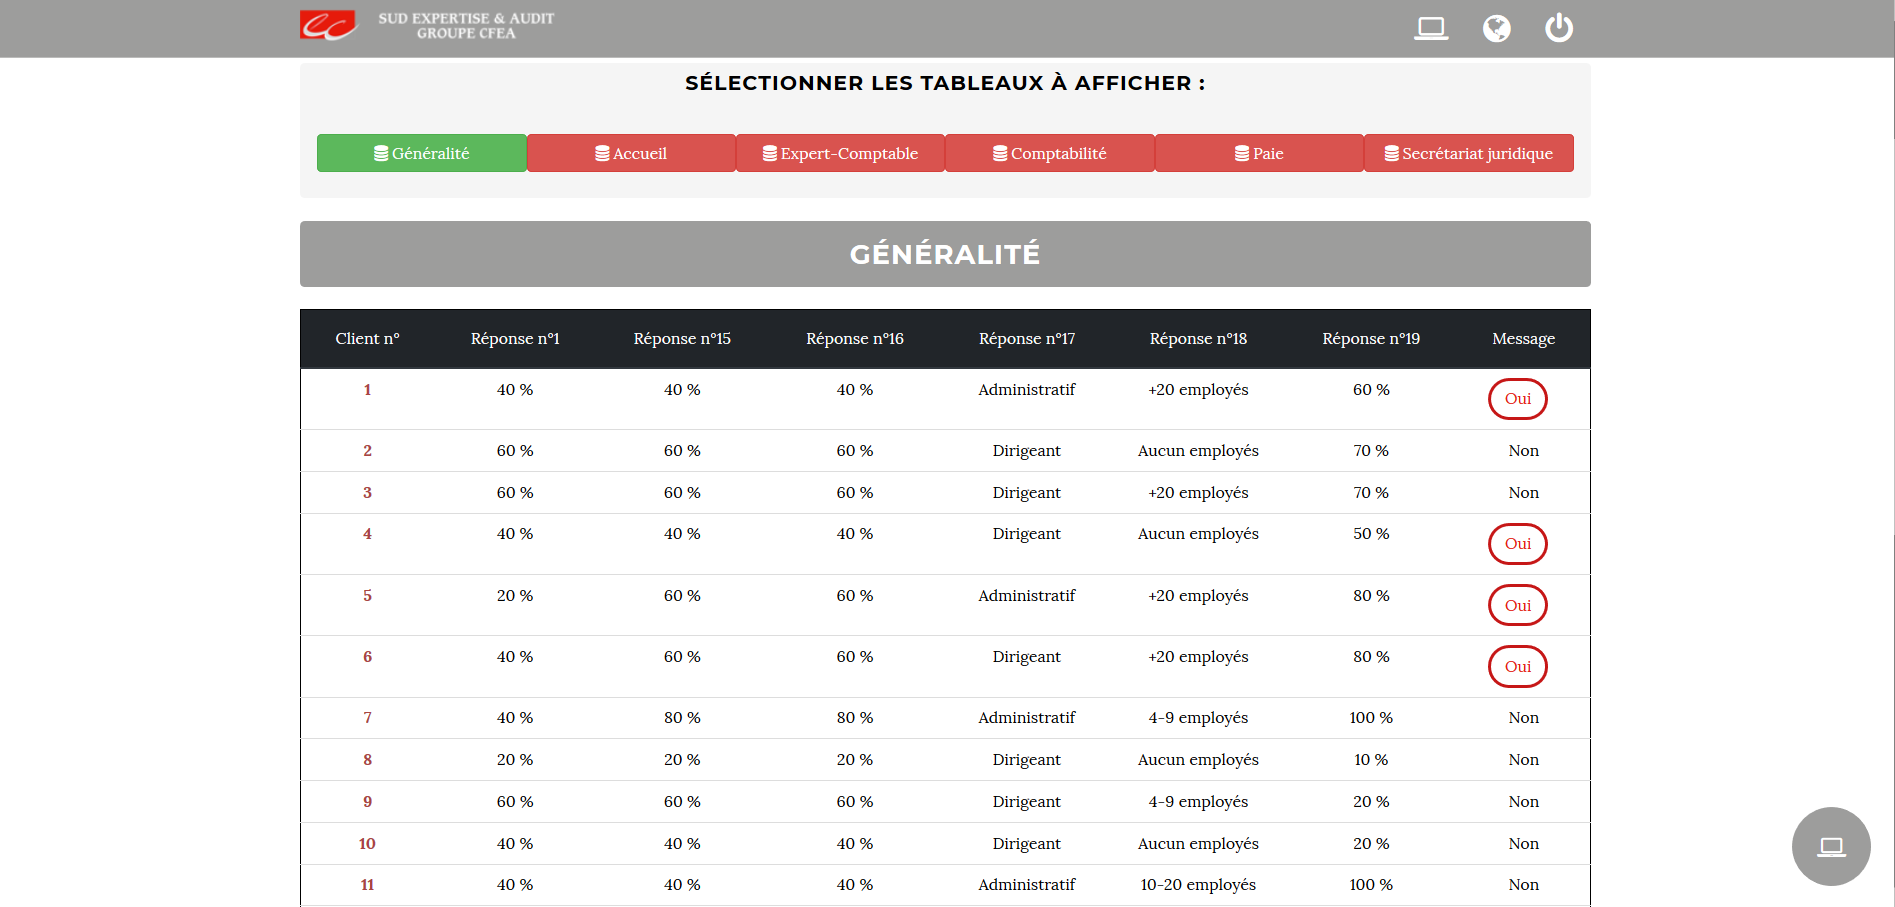 SUD EXPERTISE & AUDIT
GROUPE CFEA
SÉLECTIONNER LES TABLEAUX À AFFICHER :
Généralité Accueil Expert-Comptable Comptabilité Paie Secrétariat juridique
GÉNÉRALITÉ
Client n° Réponse n°1 Réponse n°15 Réponse n°16 Réponse n°17 Réponse n°18 Réponse n°19 Message
1 40 % 40 % 40 % Administratif +20 employés 60 % Oui
2 60 % 60 % 60 % Dirigeant Aucun employés 70 % Non
3 60 % 60 % 60 % Dirigeant +20 employés 70 % Non
4 40 % 40 % 40 % Dirigeant Aucun employés 50 % Oui
5 20 % 60 % 60 % Administratif +20 employés 80 % Oui
6 40 % 60 % 60 % Dirigeant +20 employés 80 % Oui
7 40 % 80 % 80 % Administratif 4-9 employés 100 % Non
8 20 % 20 % 20 % Dirigeant Aucun employés 10 % Non
9 60 % 60 % 60 % Dirigeant 4-9 employés 20 % Non
10 40 % 40 % 40 % Dirigeant Aucun employés 20 % Non
11 40 % 40 % 40 % Administratif 10-20 employés 100 % Non